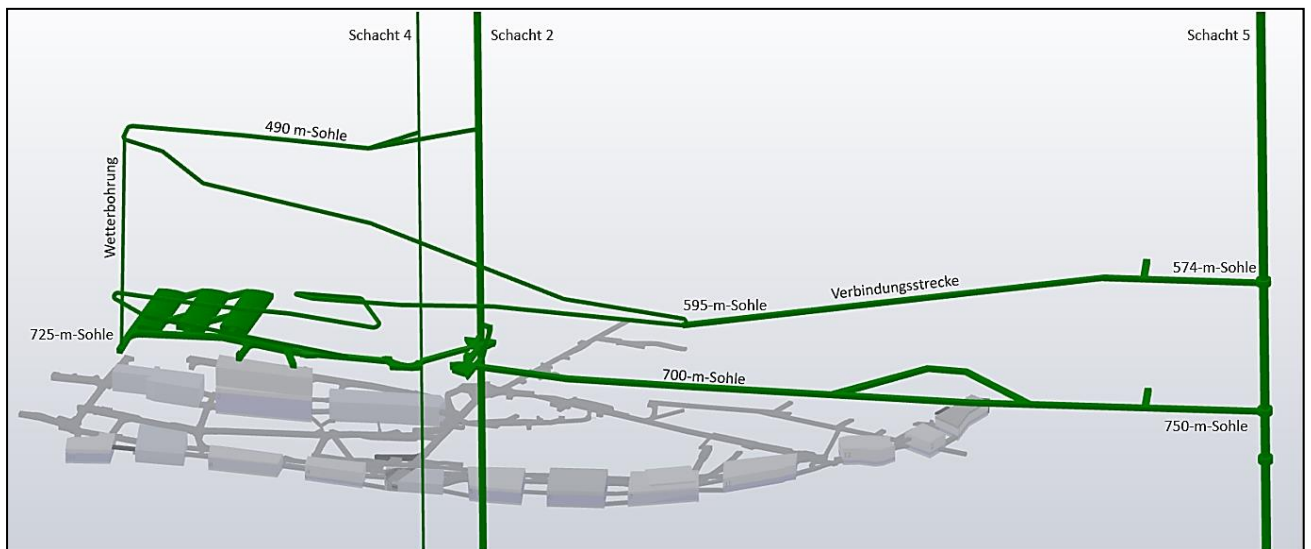 Schacht 4
Schacht 2
Schacht 5
490 m-Sohle
Wetterbohrung
574-m-Sohle
Verbindungsstrecke
595-m-Sohle
725-m-Sohle
700-m-Sohle
750-m-Sohle